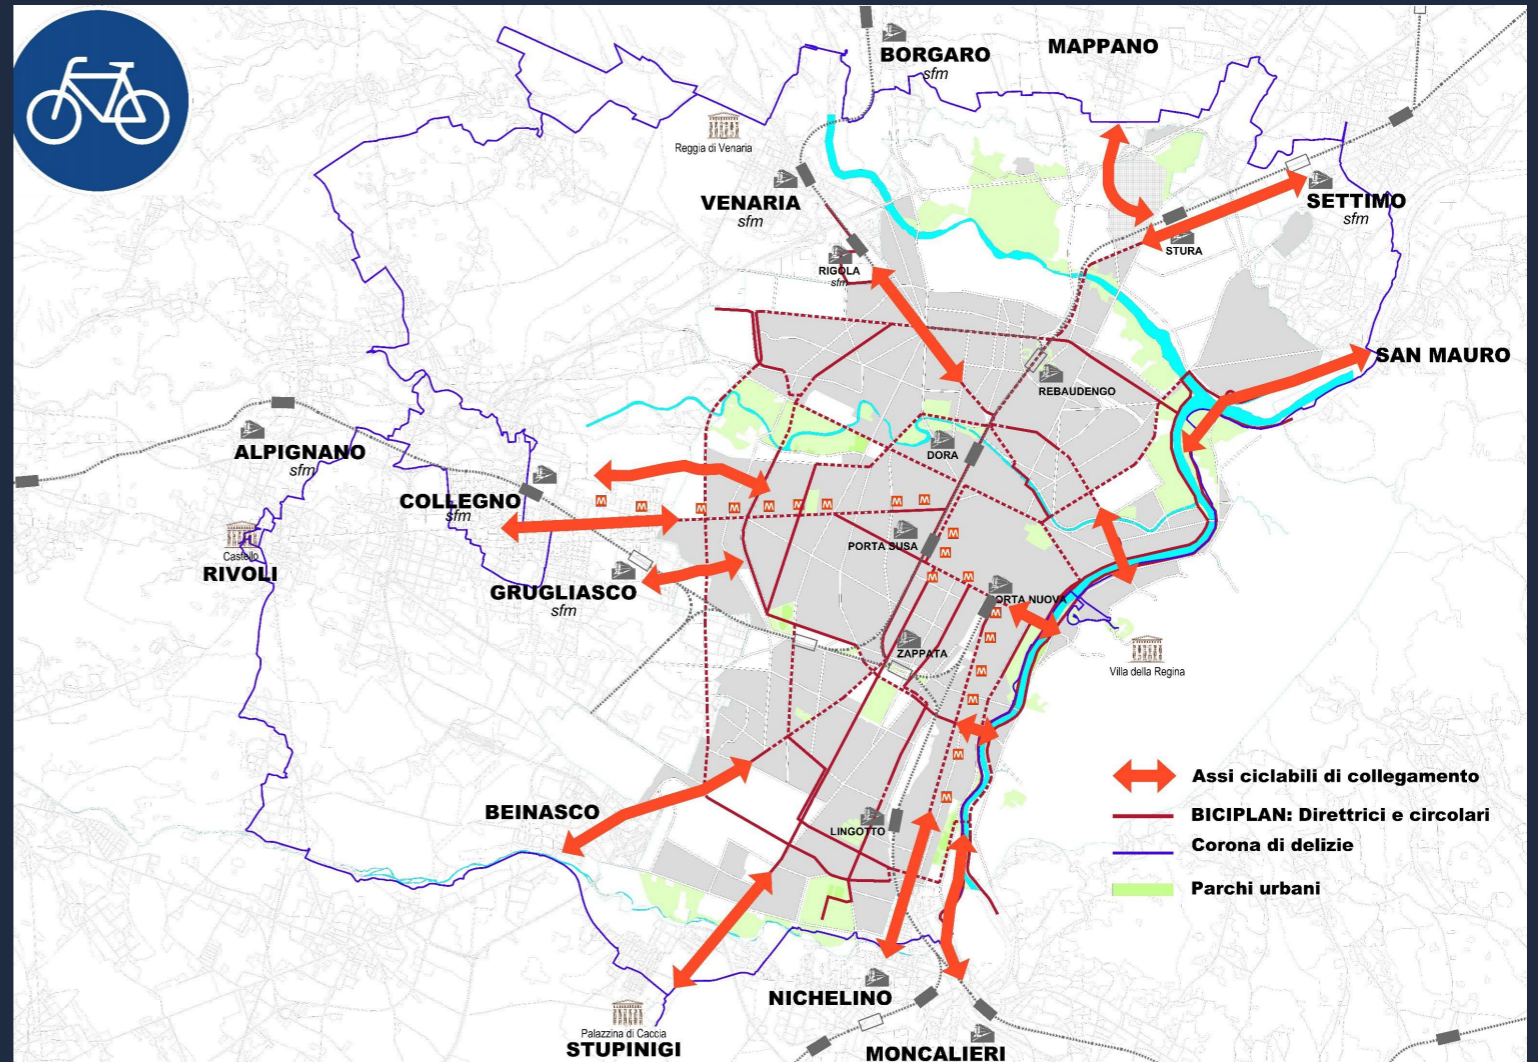 BORGARO
sfm
MAPPANO
Reggia di Venaria
VENARIA
sfm
SETTIMO
sfm
STURA
RIGOLA
sfm
SAN MAURO
REBAUDENGO
ALPIGNANO
sfm
DORA
COLLEGNO
sfm
M M M M M M M M M
PORTA SUSA
M
M
Castello
RIVOLI
GRUGLIASCO
sfm
M M
PORTA NUOVA
M
M
ZAPPATA
Villa della Regina
M
M
M
Assi ciclabili di collegamento
M
BEINASCO
BICIPLAN: Direttrici e circolari
LINGOTTO
Corona di delizie
Parchi urbani
NICHELINO
Palazzina di Caccia
STUPINIGI
MONCALIERI